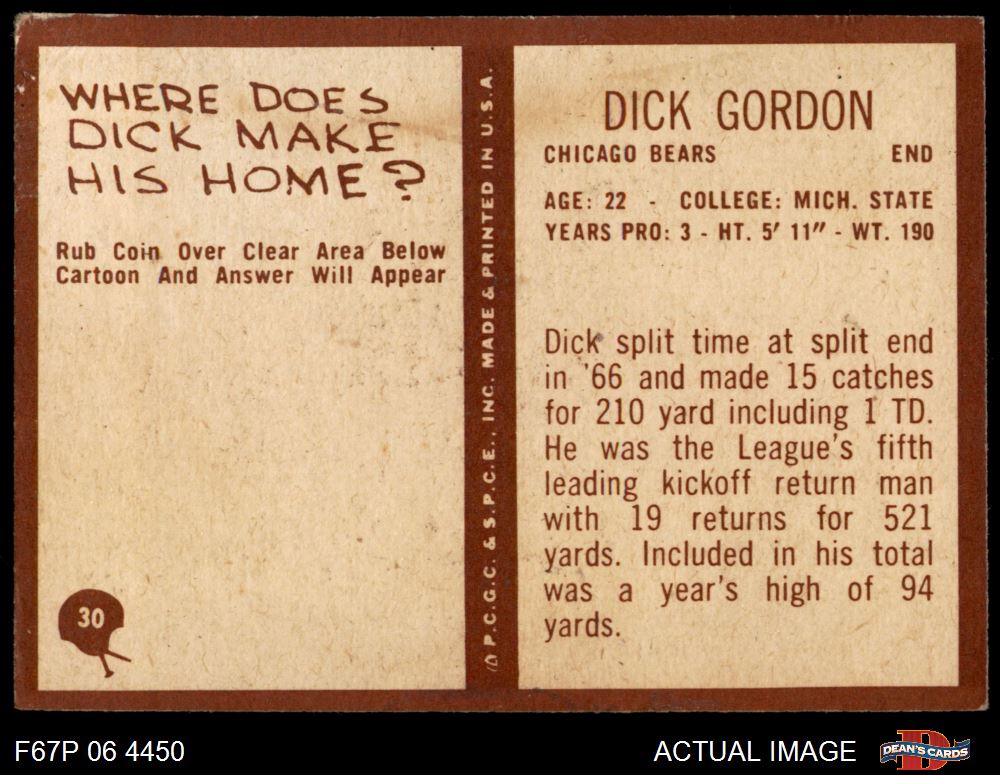 WHERE DOES
DICK MAKE
HIS HOME?
Rub Coin Over Clear Area Below
Cartoon And Answer Will Appear
30
© P.C.G.C. & S.P.C.E., INC. MADE & PRINTED IN U.S.A.
DICK GORDON
CHICAGO BEARS END
AGE: 22 - COLLEGE: MICH. STATE
YEARS PRO: 3 - HT. 5' 11" - WT. 190
Dick split time at split end
in '66 and made 15 catches
for 210 yard including 1 TD.
He was the League's fifth
leading kickoff return man
with 19 returns for 521
yards. Included in his total
was a year's high of 94
yards.
F67P 06 4450
ACTUAL IMAGE
DEAN'S CARDS